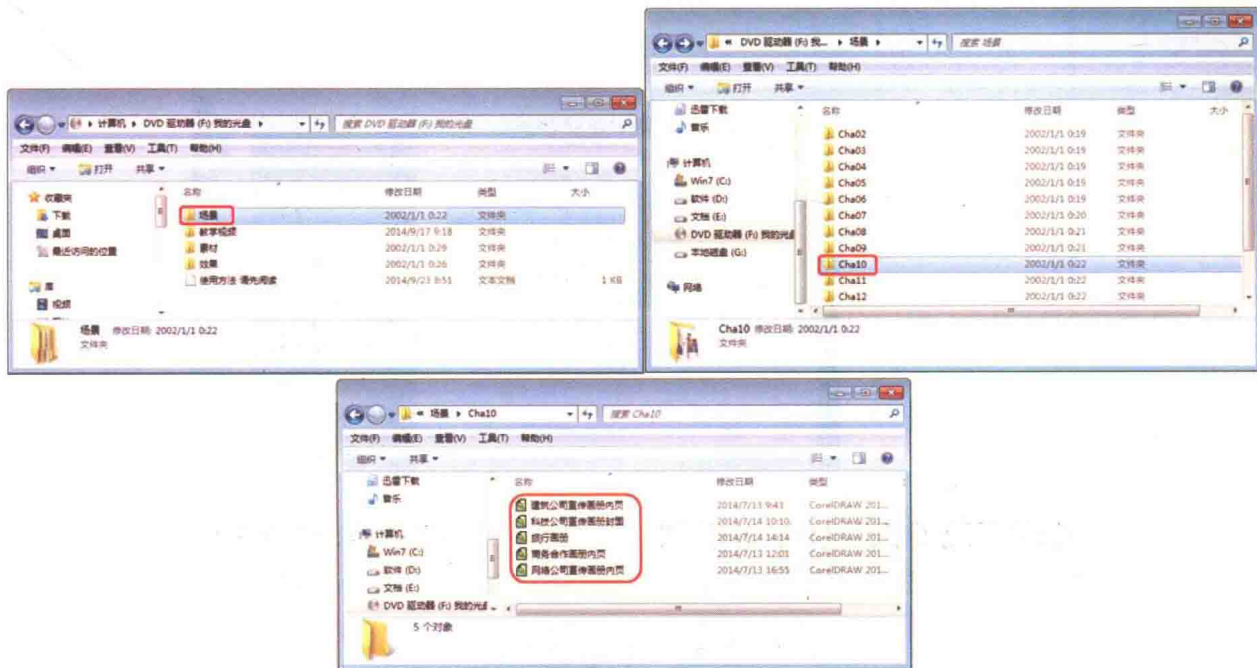 计算机 ▸ DVD 驱动器 (F:) 我的光盘 ▸ 搜索 DVD 驱动器 (F:) 我的光盘
文件(F) 编辑(E) 查看(V) 工具(T) 帮助(H)
组织 ▾ 打开 共享 ▾
收藏夹
下载
桌面
最近访问的位置
库
视频
名称 修改日期 类型 大小
场景 2002/1/1 0:22 文件夹
教学视频 2014/9/17 9:18 文件夹
素材 2002/1/1 0:29 文件夹
效果 2002/1/1 0:26 文件夹
使用方法 请先阅读 2014/9/23 8:51 文本文档 1 KB
场景 修改日期: 2002/1/1 0:22
文件夹
« DVD 驱动器 (F:) 我... ▸ 场景 ▸ 搜索 场景
文件(F) 编辑(E) 查看(V) 工具(T) 帮助(H)
组织 ▾ 打开 共享 ▾
迅雷下载
音乐
计算机
Win7 (C:)
软件 (D:)
文档 (E:)
DVD 驱动器 (F:) 我的光盘
本地磁盘 (G:)
网络
名称 修改日期 类型 大小
Cha02 2002/1/1 0:19 文件夹
Cha03 2002/1/1 0:19 文件夹
Cha04 2002/1/1 0:19 文件夹
Cha05 2002/1/1 0:19 文件夹
Cha06 2002/1/1 0:19 文件夹
Cha07 2002/1/1 0:20 文件夹
Cha08 2002/1/1 0:21 文件夹
Cha09 2002/1/1 0:21 文件夹
Cha10 2002/1/1 0:22 文件夹
Cha11 2002/1/1 0:22 文件夹
Cha12 2002/1/1 0:22 文件夹
Cha10 修改日期: 2002/1/1 0:22
文件夹
« 场景 ▸ Cha10 搜索 Cha10
文件(F) 编辑(E) 查看(V) 工具(T) 帮助(H)
组织 ▾ 共享 ▾
迅雷下载
音乐
计算机
Win7 (C:)
软件 (D:)
文档 (E:)
DVD 驱动器 (F:) 我的光盘
名称 修改日期 类型
建筑公司宣传画册内页 2014/7/13 9:41 CorelDRAW 201...
科技公司宣传画册封面 2014/7/14 10:10 CorelDRAW 201...
旅行画册 2014/7/14 14:14 CorelDRAW 201...
商务合作画册内页 2014/7/13 12:01 CorelDRAW 201...
网络公司宣传画册内页 2014/7/13 16:55 CorelDRAW 201...
5 个对象